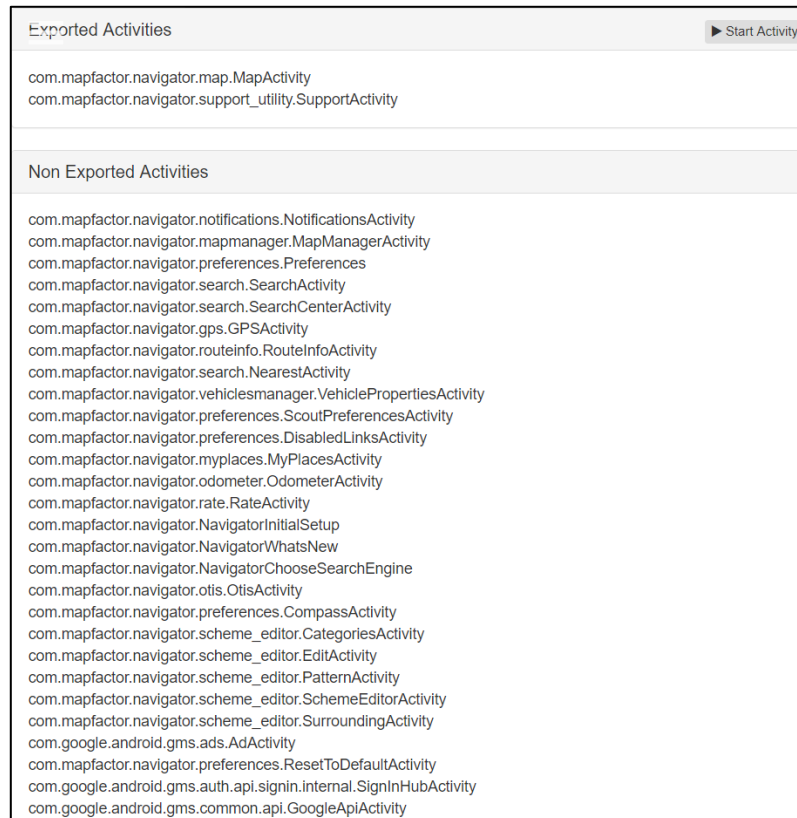 Exported Activities
▶ Start Activity
com.mapfactor.navigator.map.MapActivity
com.mapfactor.navigator.support_utility.SupportActivity
Non Exported Activities
com.mapfactor.navigator.notifications.NotificationsActivity
com.mapfactor.navigator.mapmanager.MapManagerActivity
com.mapfactor.navigator.preferences.Preferences
com.mapfactor.navigator.search.SearchActivity
com.mapfactor.navigator.search.SearchCenterActivity
com.mapfactor.navigator.gps.GPSActivity
com.mapfactor.navigator.routeinfo.RouteInfoActivity
com.mapfactor.navigator.search.NearestActivity
com.mapfactor.navigator.vehiclesmanager.VehiclePropertiesActivity
com.mapfactor.navigator.preferences.ScoutPreferencesActivity
com.mapfactor.navigator.preferences.DisabledLinksActivity
com.mapfactor.navigator.myplaces.MyPlacesActivity
com.mapfactor.navigator.odometer.OdometerActivity
com.mapfactor.navigator.rate.RateActivity
com.mapfactor.navigator.NavigatorInitialSetup
com.mapfactor.navigator.NavigatorWhatsNew
com.mapfactor.navigator.NavigatorChooseSearchEngine
com.mapfactor.navigator.otis.OtisActivity
com.mapfactor.navigator.preferences.CompassActivity
com.mapfactor.navigator.scheme_editor.CategoriesActivity
com.mapfactor.navigator.scheme_editor.EditActivity
com.mapfactor.navigator.scheme_editor.PatternActivity
com.mapfactor.navigator.scheme_editor.SchemeEditorActivity
com.mapfactor.navigator.scheme_editor.SurroundingActivity
com.google.android.gms.ads.AdActivity
com.mapfactor.navigator.preferences.ResetToDefaultActivity
com.google.android.gms.auth.api.signin.internal.SignInHubActivity
com.google.android.gms.common.api.GoogleApiActivity